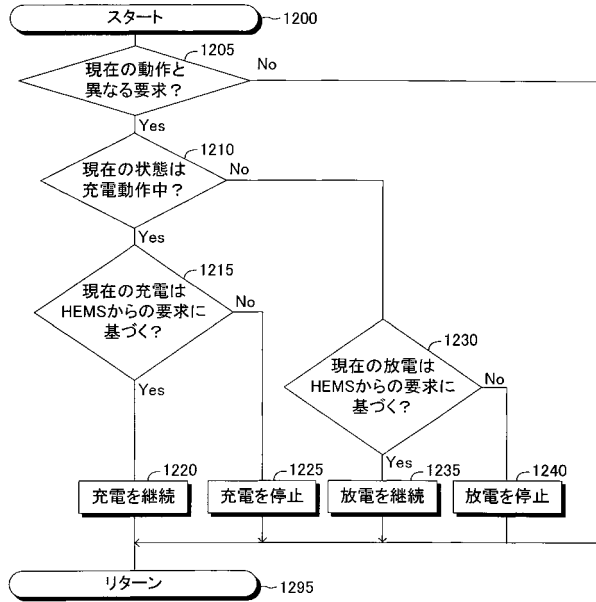 スタート
1200
1205
現在の動作と
異なる要求？
No
Yes
1210
現在の状態は
充電動作中？
No
Yes
1215
現在の充電は
HEMSからの要求に
基づく？
No
Yes
1230
現在の放電は
HEMSからの要求に
基づく？
No
Yes
1220
充電を継続
1225
充電を停止
1235
放電を継続
1240
放電を停止
リターン
1295